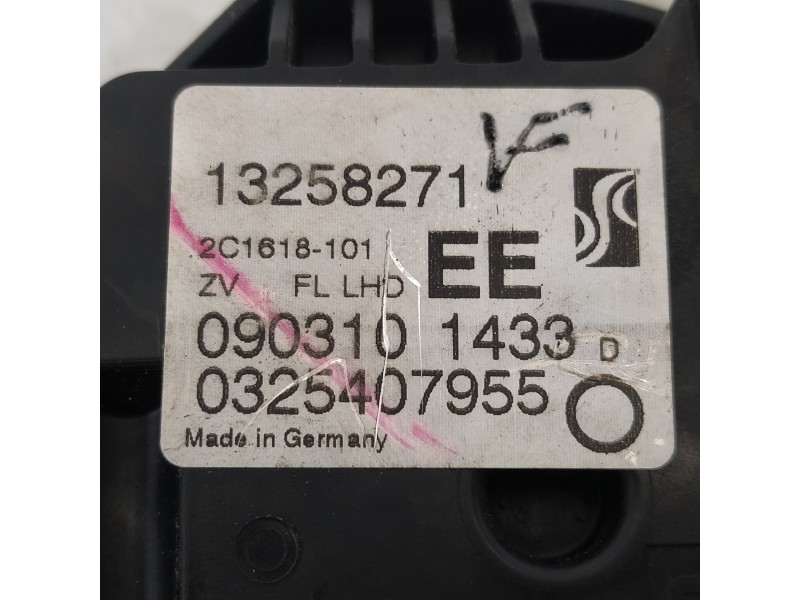 13258271
2C1618-101 EE
ZV FL LHD
090310 1433 D
0325407955
Made in Germany